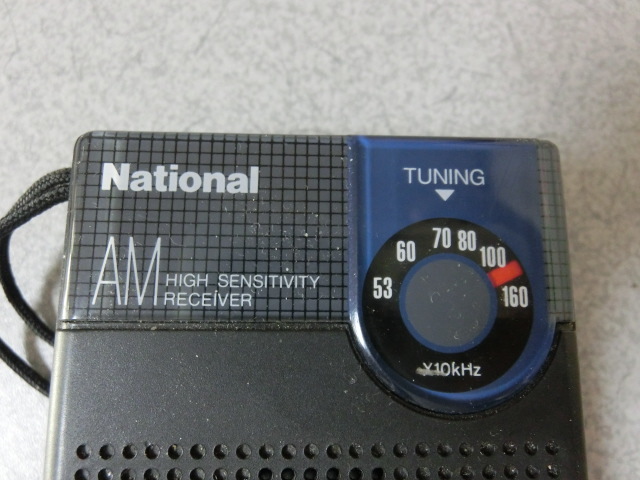 National
AM HIGH SENSITIVITY
RECEIVER
TUNING
53 60 70 80 100 160
X10kHz